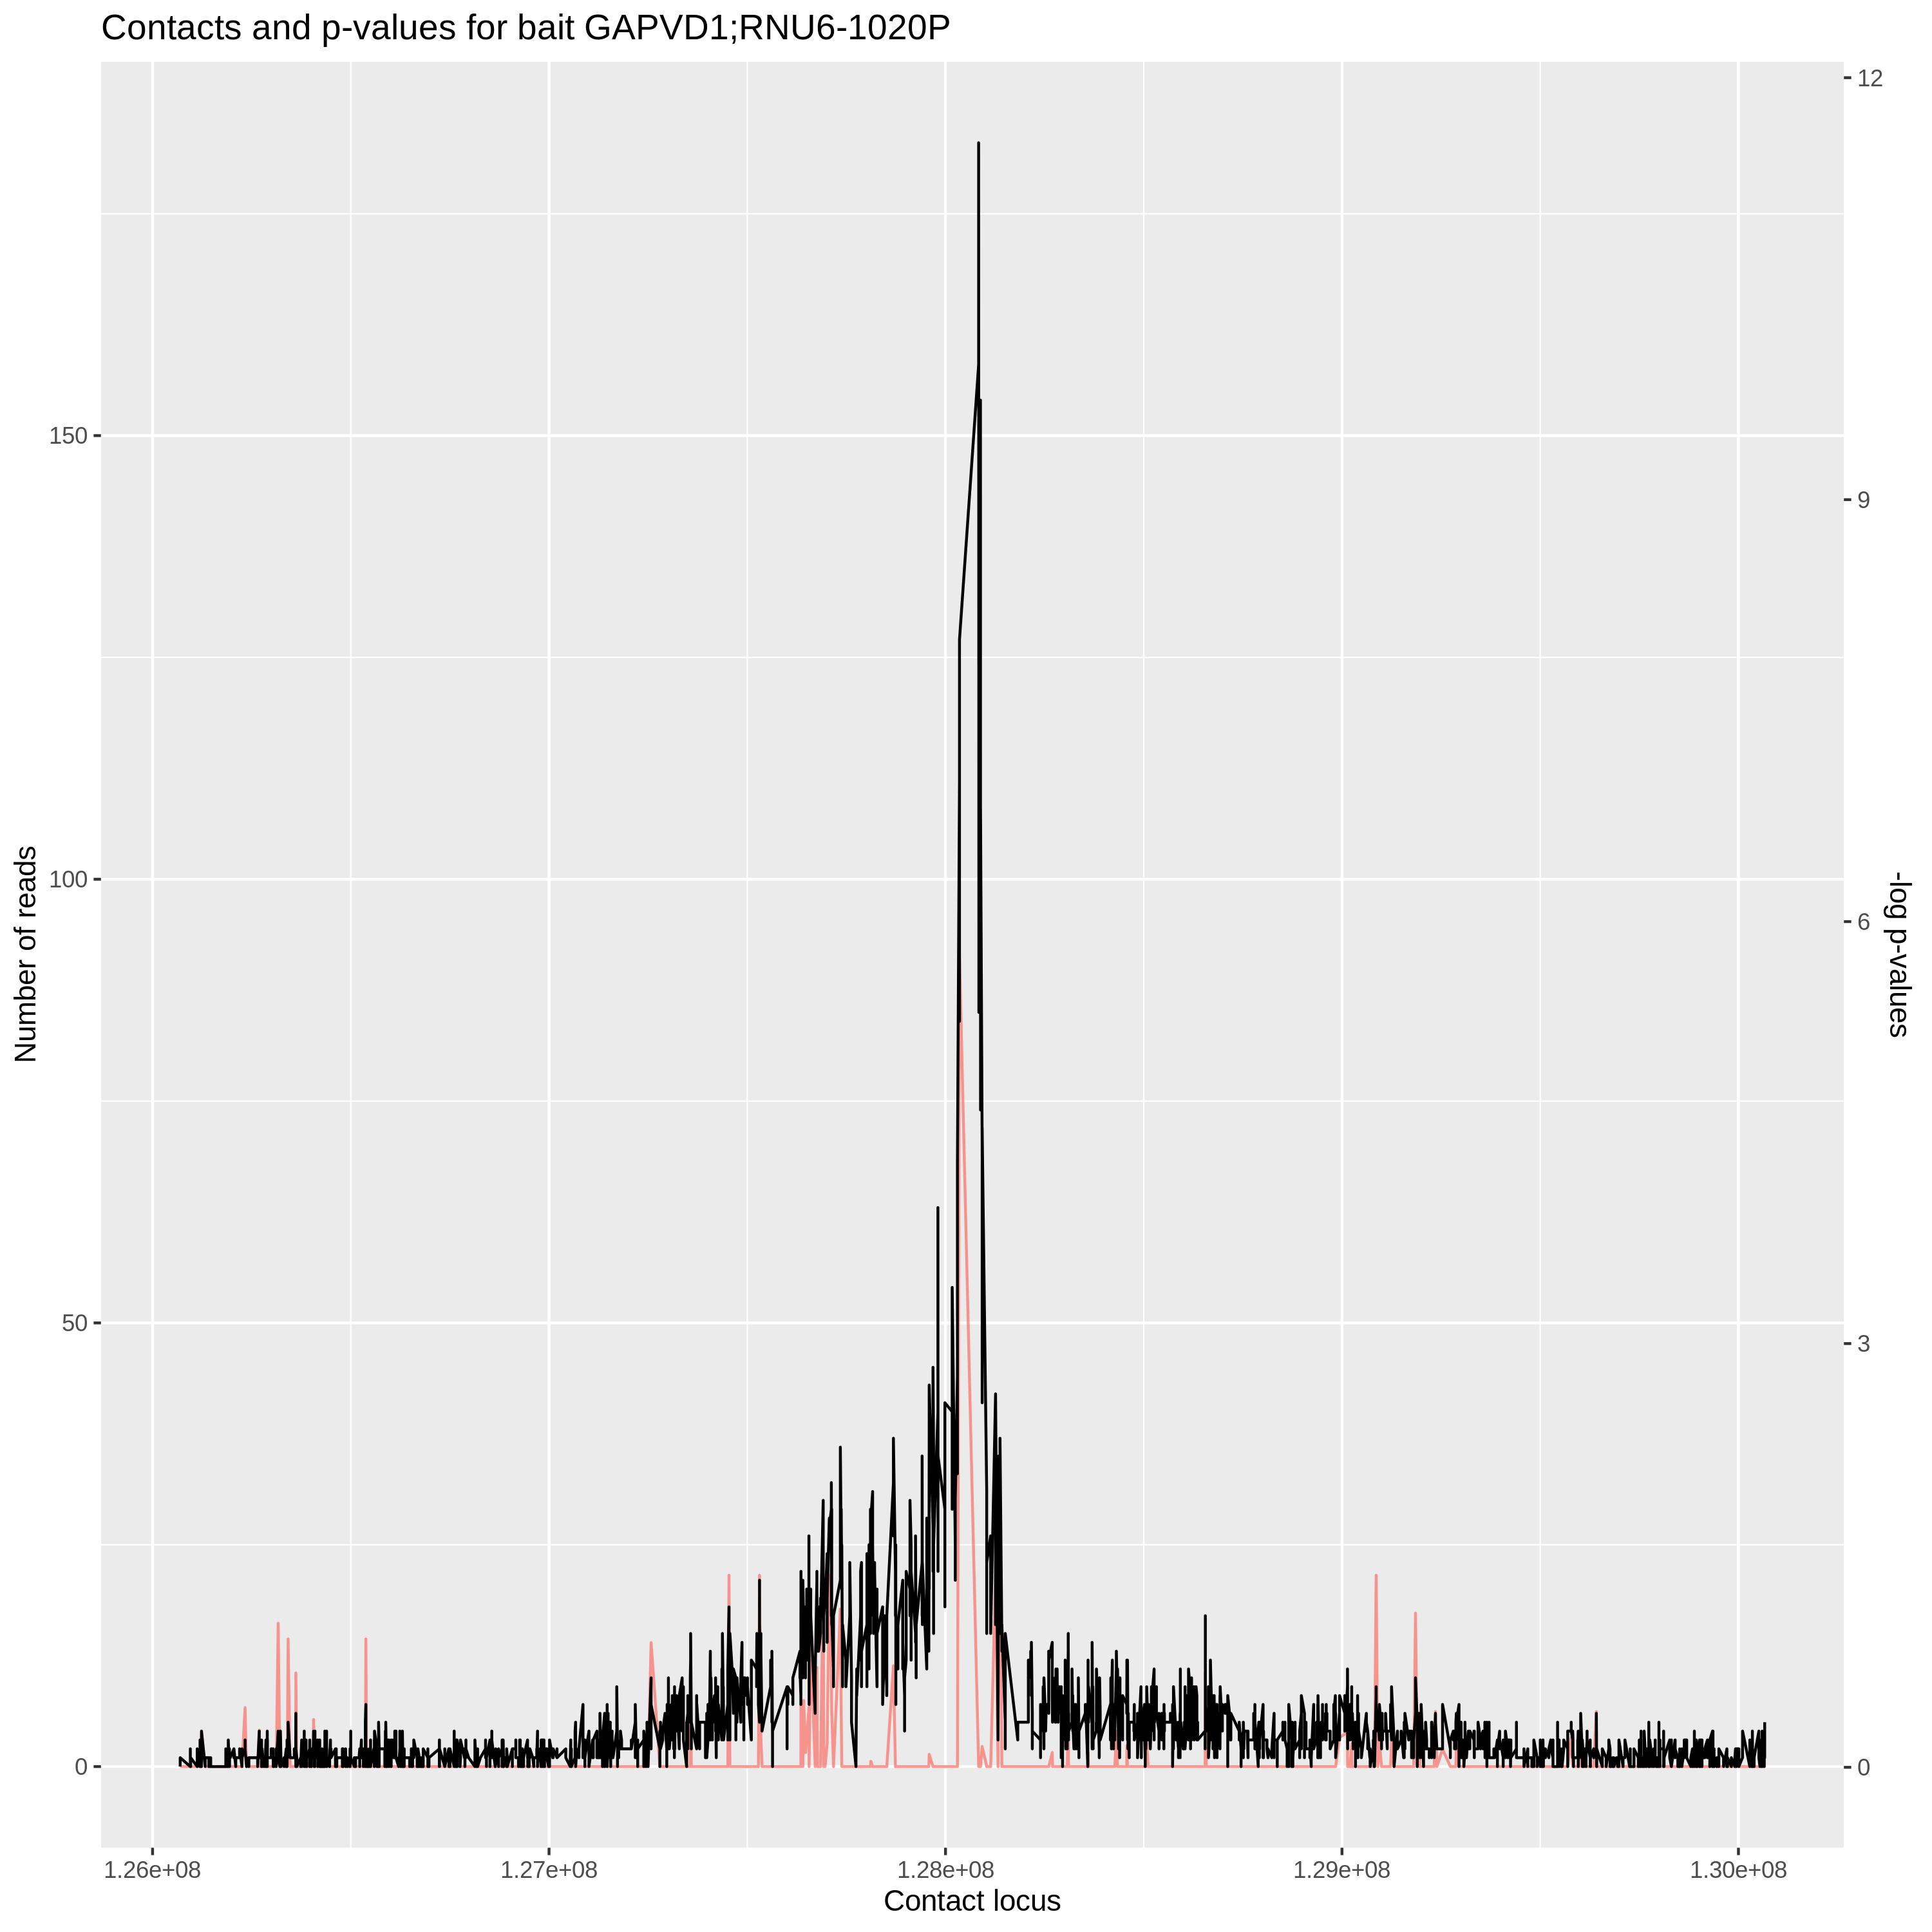 Contacts and p-values for bait GAPVD1;RNU6-1020P
12
150
9
100
6
Number of reads
-log p-values
50
3
0
0
1.26e+08 1.27e+08 1.28e+08 1.29e+08 1.30e+08
Contact locus